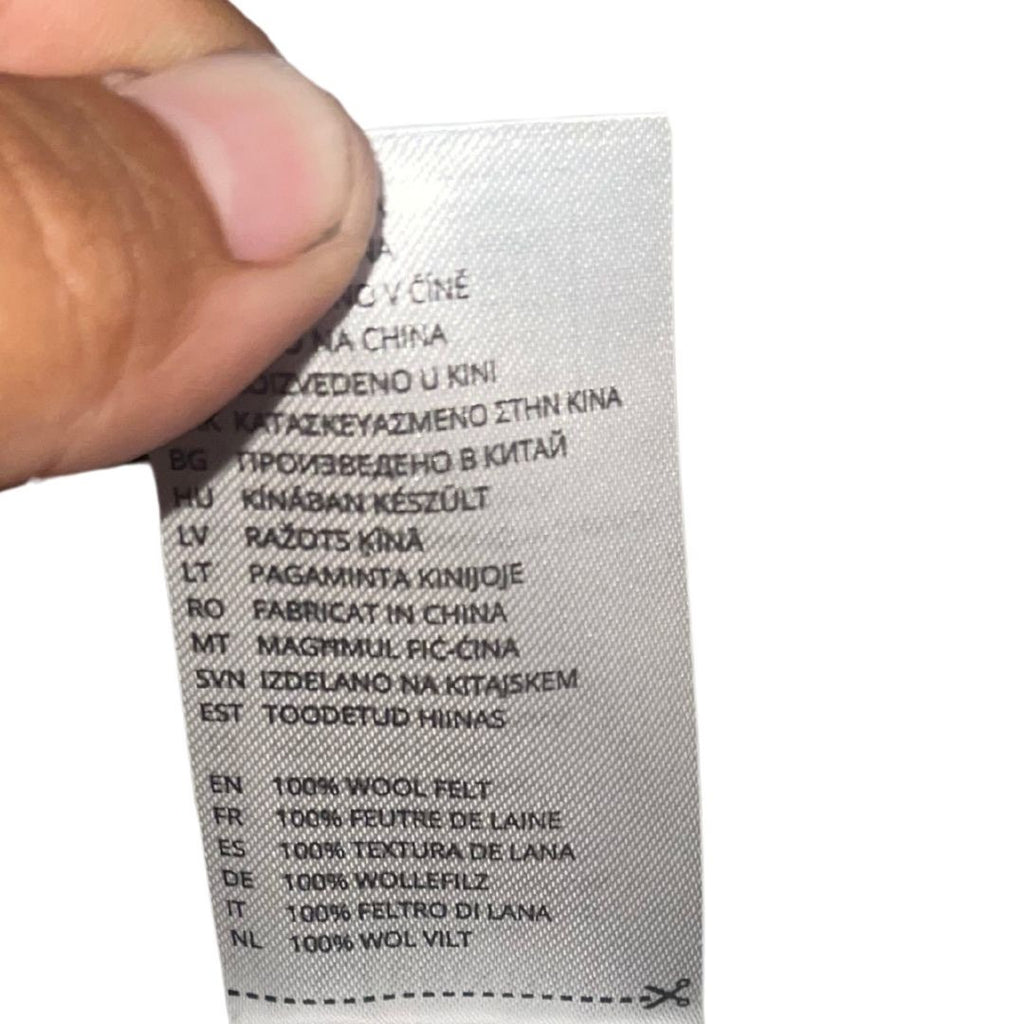 V ČÍNĚ
NA CHINA
U KINI
ΚΑΤΑΣΚΕΥΑΣΜΕΝΟ ΣΤΗΝ ΚΙΝΑ
BG ПРОИЗВЕДЕНО В КИТАЙ
HU KÍNÁBAN KÉSZÜLT
LV RAŽOTS ĶĪNĀ
LT PAGAMINTA KINIJOJE
RO FABRICAT IN CHINA
MT MAGĦMUL FIĊ-ĊINA
SVN IZDELANO NA KITAJSKEM
EST TOODETUD HIINAS
EN 100% WOOL FELT
FR 100% FEUTRE DE LAINE
ES 100% TEXTURA DE LANA
DE 100% WOLLEFILZ
IT 100% FELTRO DI LANA
NL 100% WOL VILT